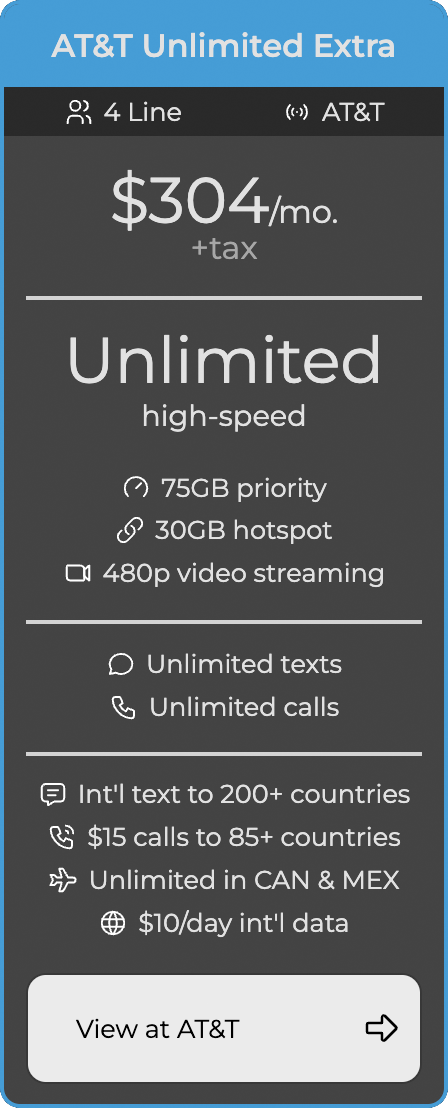 AT&T Unlimited Extra
4 Line AT&T
$304/mo.
+tax
Unlimited
high-speed
75GB priority
30GB hotspot
480p video streaming
Unlimited texts
Unlimited calls
Int'l text to 200+ countries
$15 calls to 85+ countries
Unlimited in CAN & MEX
$10/day int'l data
View at AT&T